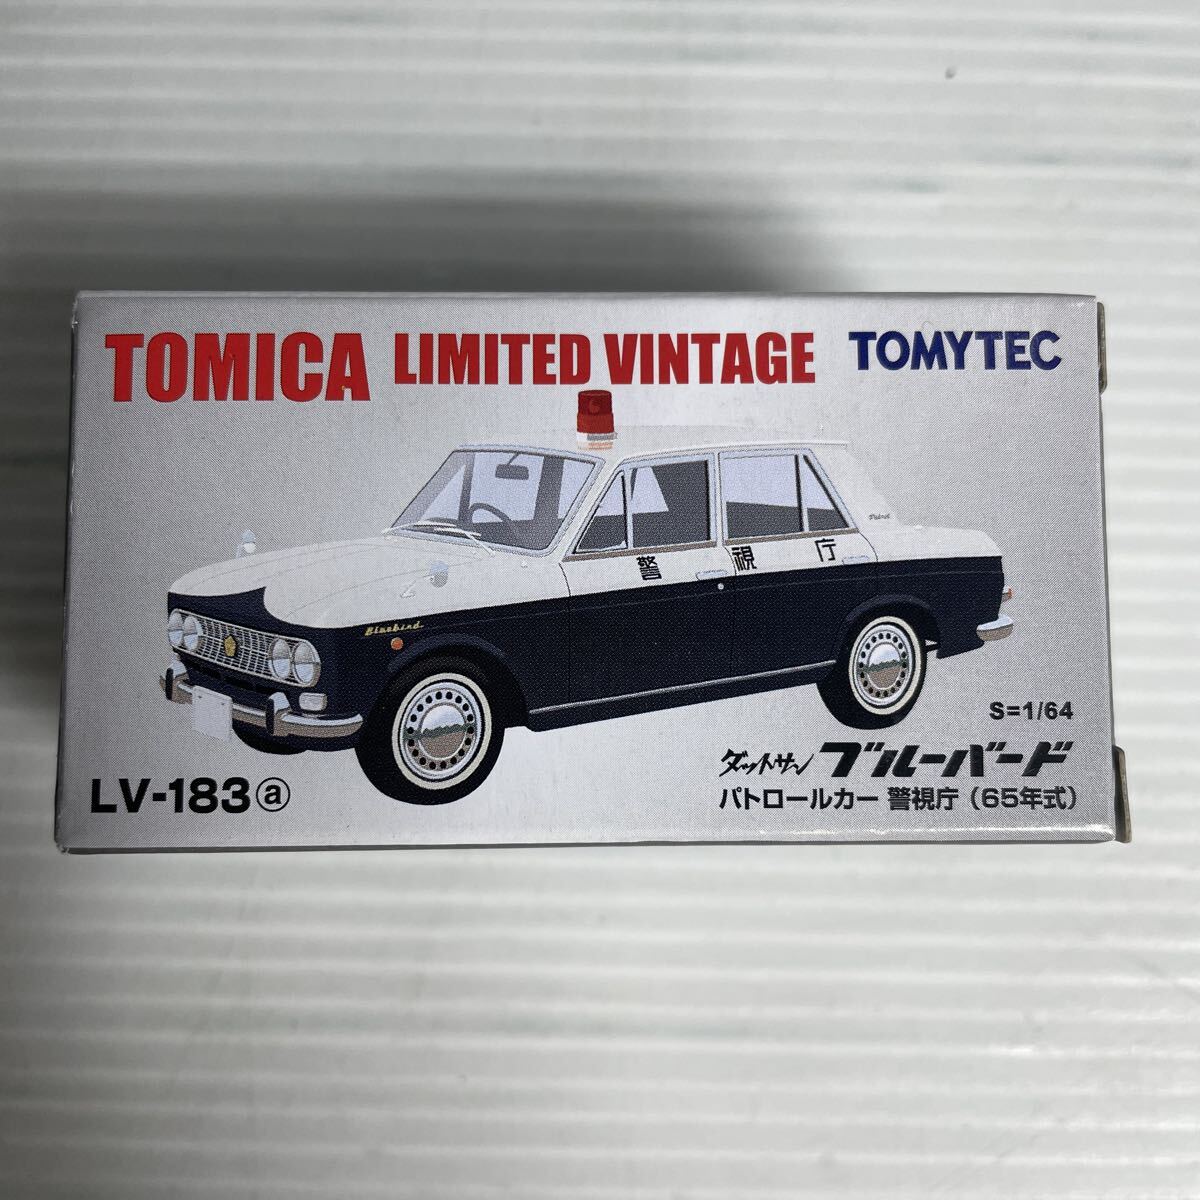 TOMICA LIMITED VINTAGE TOMYTEC
Patrol
警視庁
Bluebird
S=1/64
ダットサン ブルーバード
LV-183ⓐ
パトロールカー 警視庁（65年式）